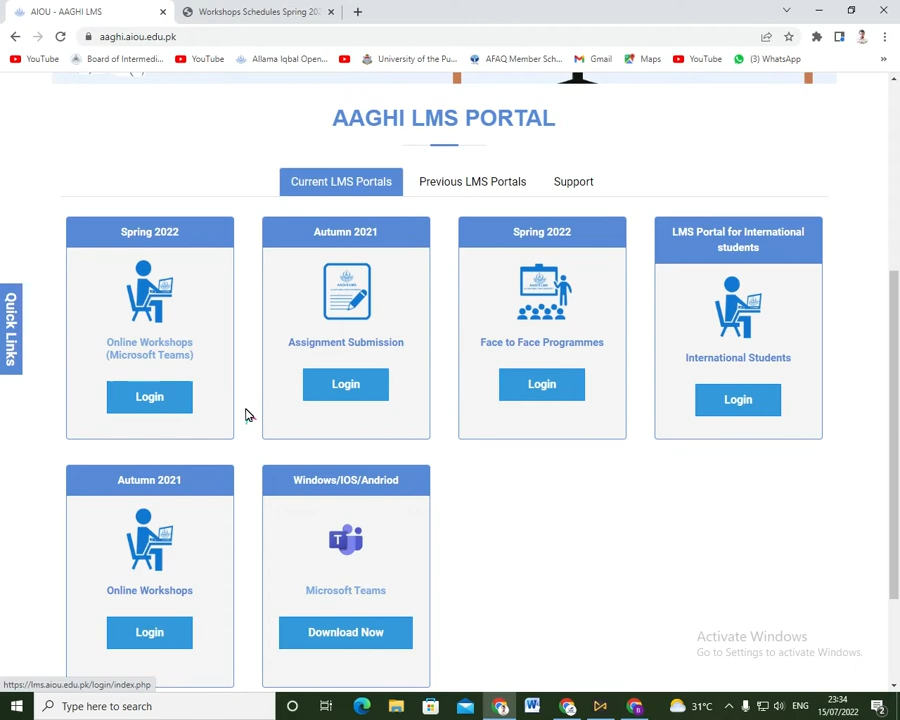 AIOU - AAGHI LMS
Workshops Schedules Spring 202
aaghi.aiou.edu.pk
YouTube
Board of Intermedi...
YouTube
Allama Iqbal Open...
University of the Pu...
AFAQ Member Sch...
Gmail
Maps
YouTube
(3) WhatsApp
AAGHI LMS PORTAL
Current LMS Portals
Previous LMS Portals
Support
Spring 2022
Autumn 2021
Spring 2022
LMS Portal for International
students
Online Workshops
(Microsoft Teams)
Assignment Submission
Face to Face Programmes
International Students
Login
Login
Login
Login
Quick Links
Autumn 2021
Windows/IOS/Andriod
Online Workshops
Microsoft Teams
Login
Download Now
Activate Windows
Go to Settings to activate Windows.
https://lms.aiou.edu.pk/login/index.php
Type here to search
31°C
ENG
23:34
15/07/2022
2